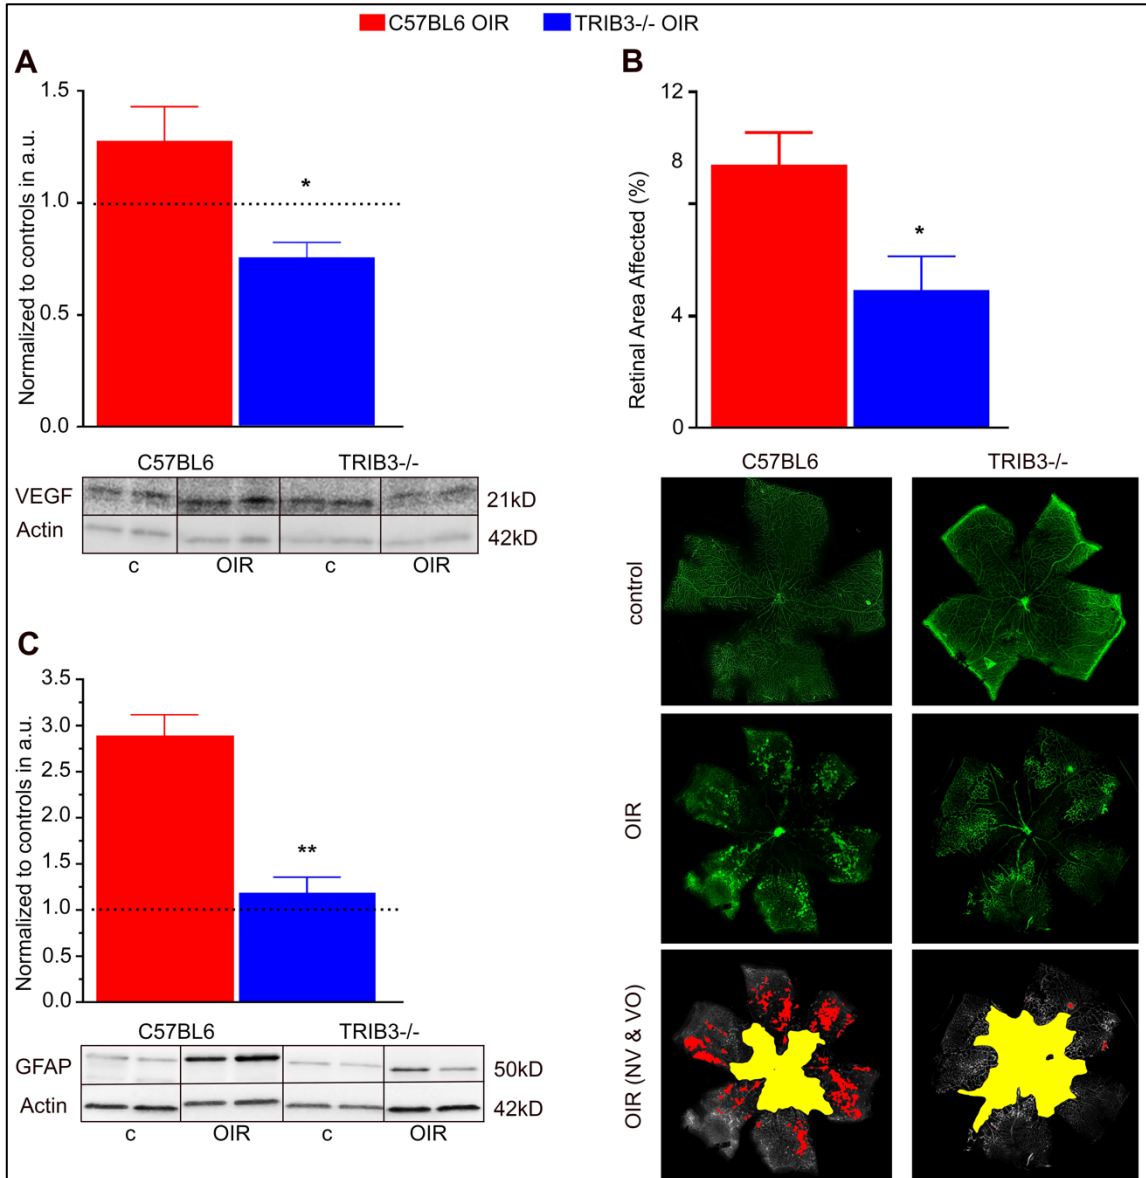 C57BL6 OIR TRIB3-/- OIR
A
Normalized to controls in a.u.
1.5
1.0
0.5
0.0
*
C57BL6 TRIB3-/-
VEGF 21kD
Actin 42kD
c OIR c OIR
B
Retinal Area Affected (%)
12
8
4
0
*
C57BL6 TRIB3-/-
control
OIR
OIR (NV & VO)
C
Normalized to controls in a.u.
3.5
3.0
2.5
2.0
1.5
1.0
0.5
0.0
**
C57BL6 TRIB3-/-
GFAP 50kD
Actin 42kD
c OIR c OIR